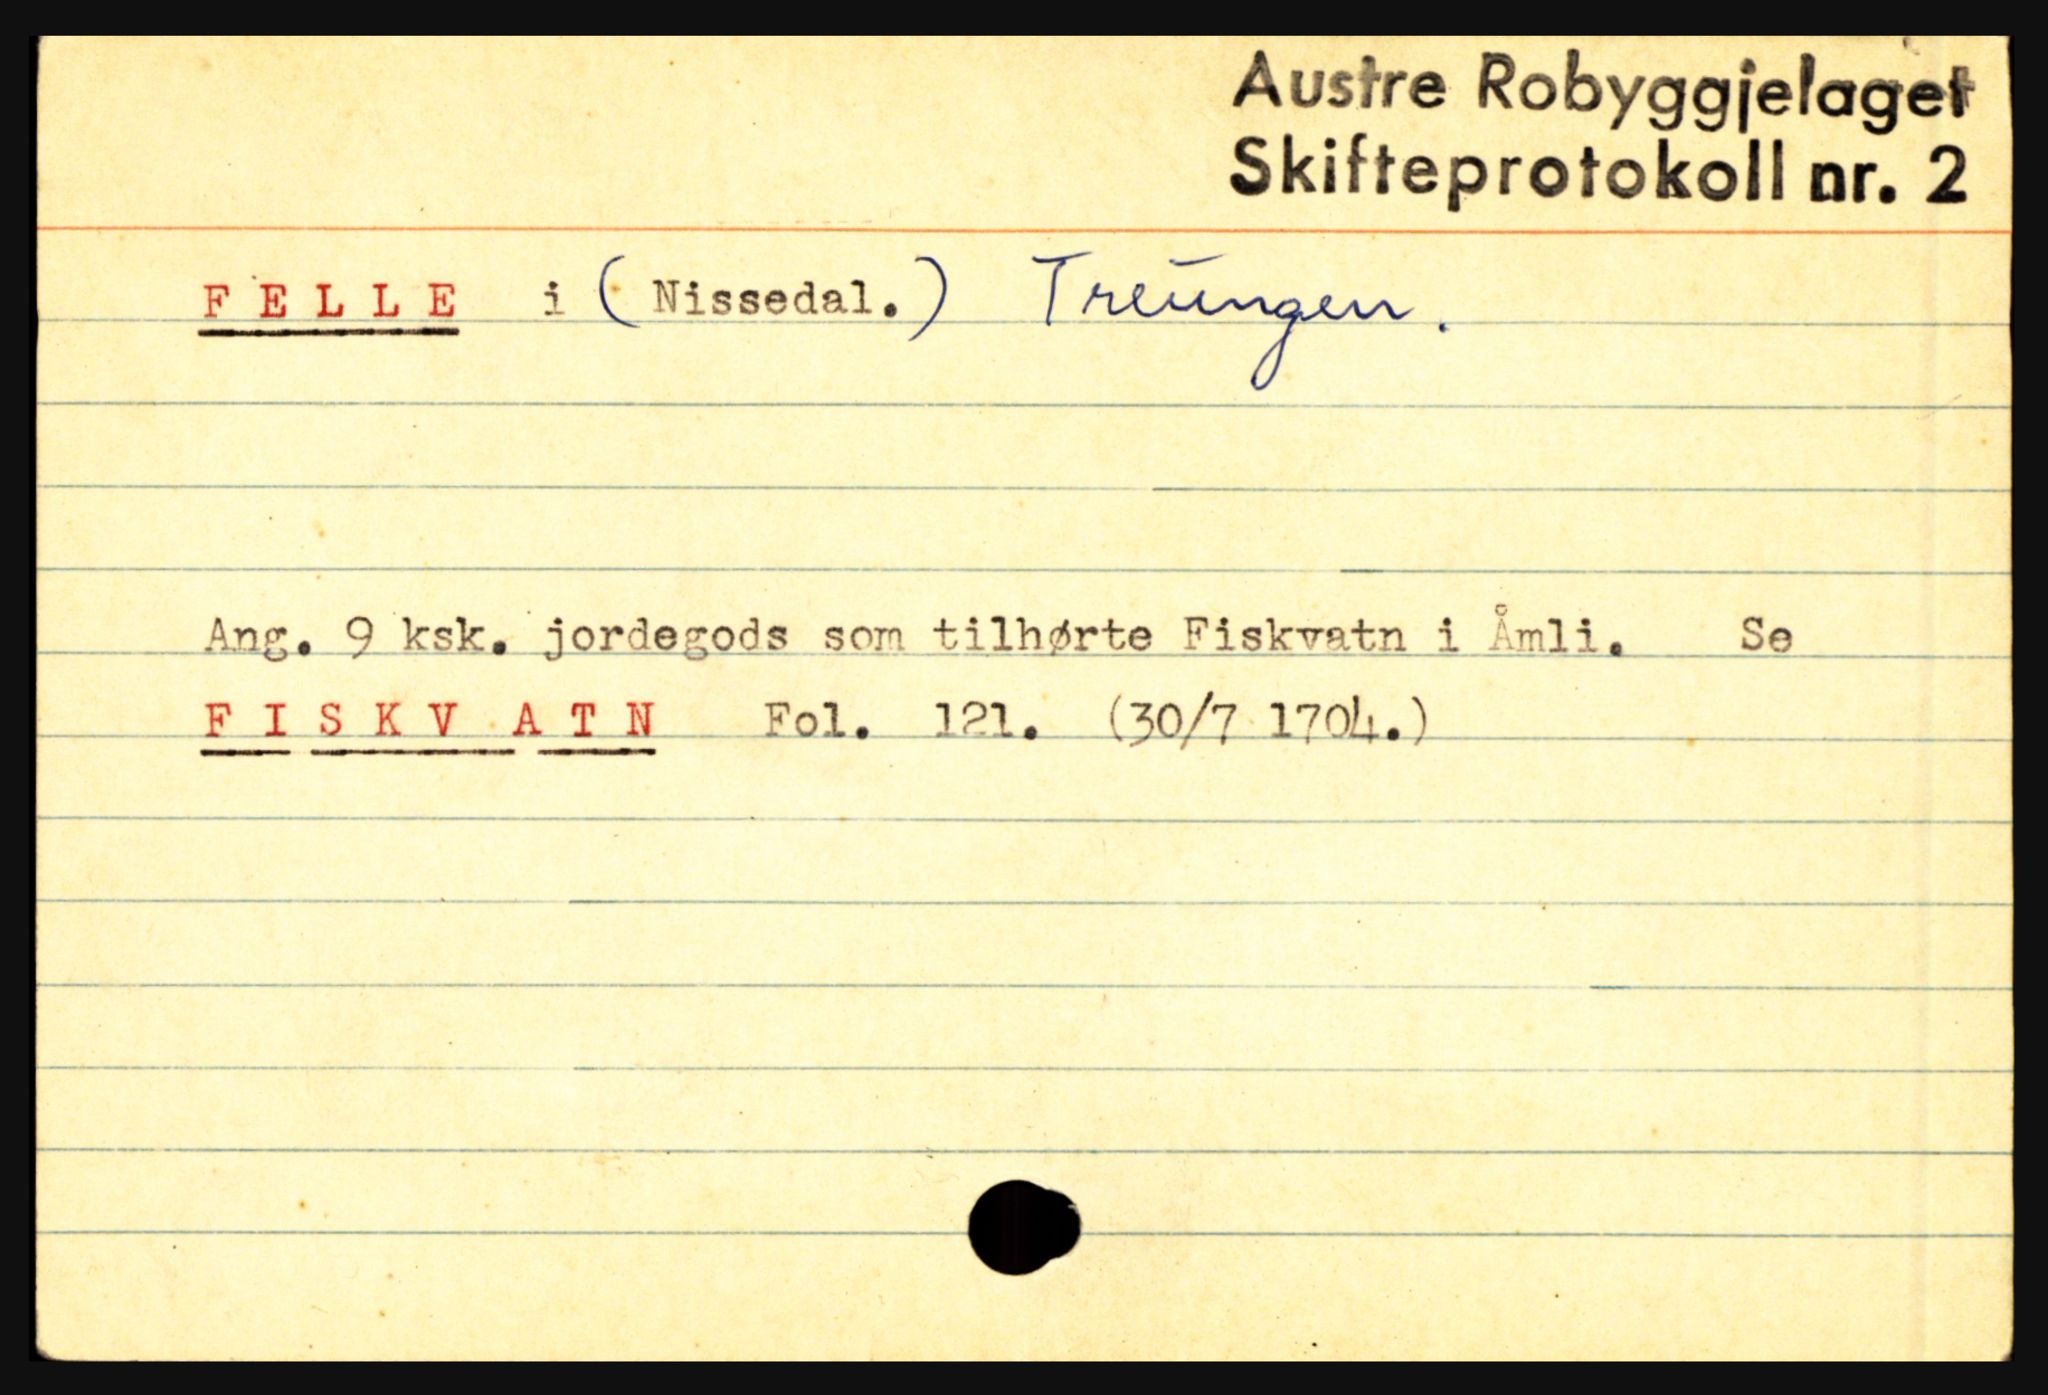 Austre Robyggjelaget
Skifteprotokoll nr. 2
F E L L E i ( Nissedal.) Treungen.
Ang. 9 ksk. jordegods som tilhørte Fiskvatn i Åmli. Se
F I S K V A T N Fol. 121. (30/7 1704.)